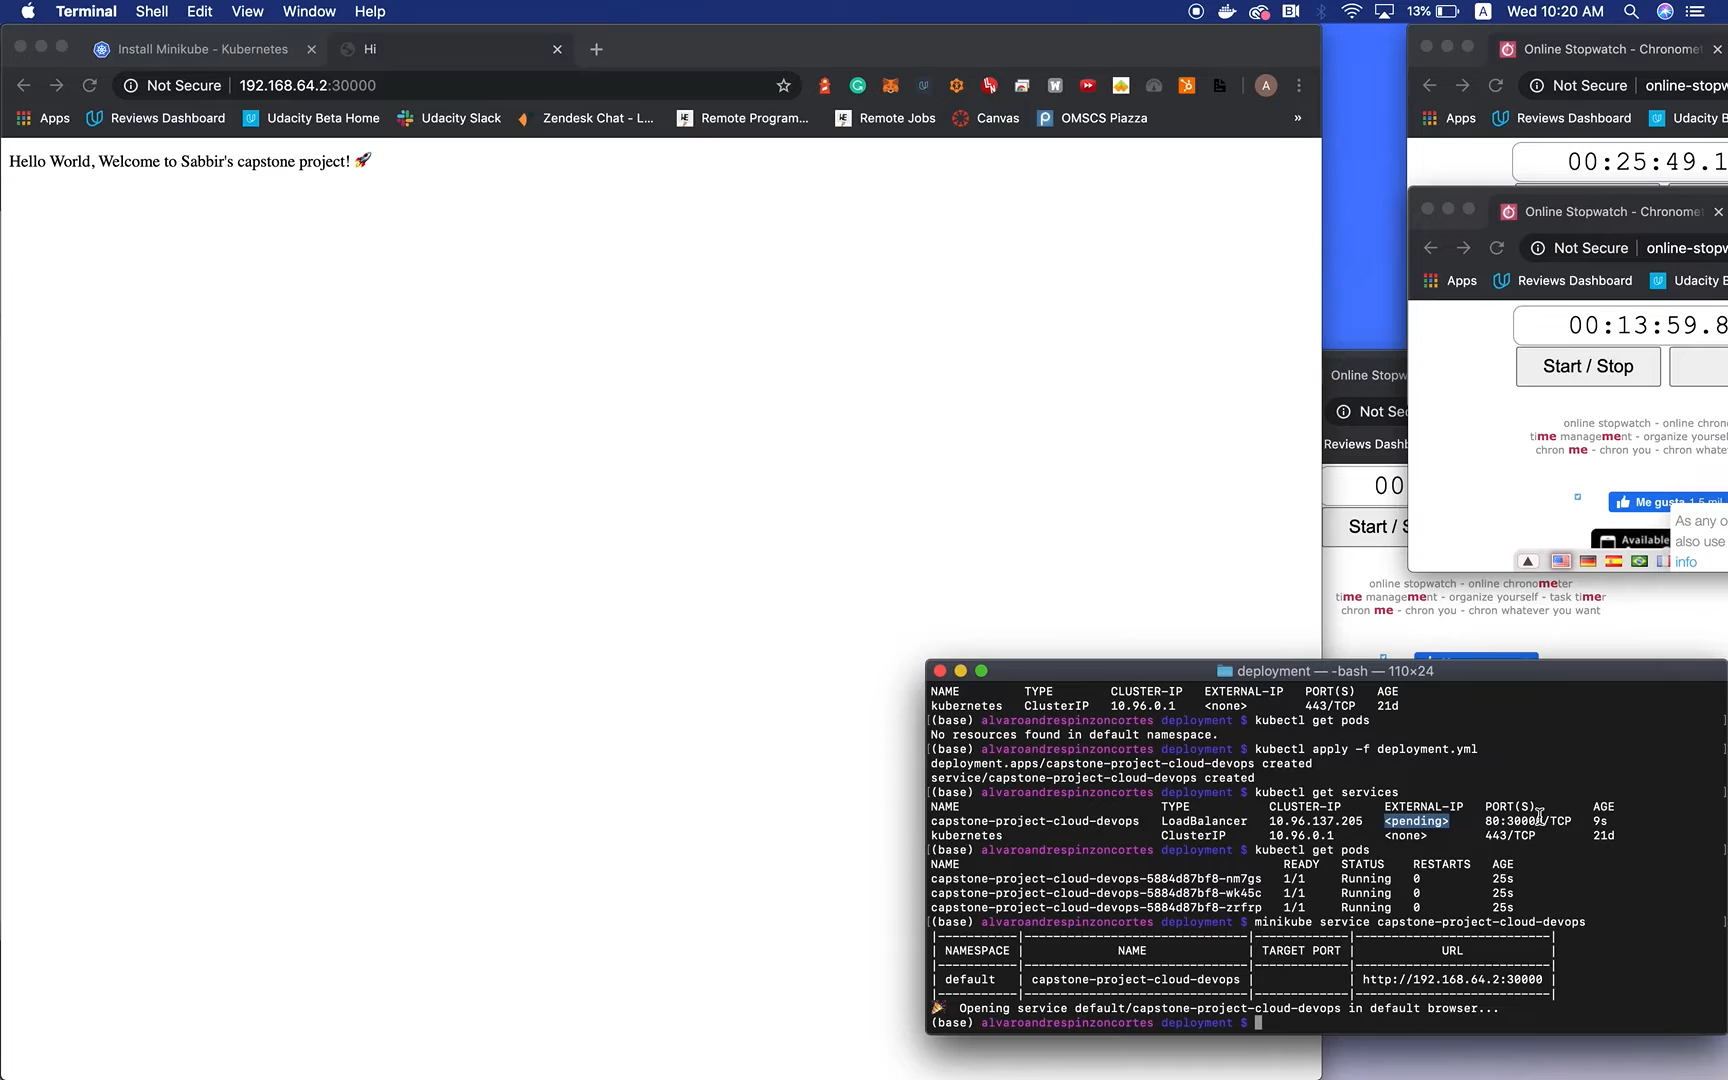 Terminal Shell Edit View Window Help 13% A Wed 10:20 AM
Install Minikube - Kubernetes Hi
Not Secure 192.168.64.2:30000 A
Apps Reviews Dashboard Udacity Beta Home Udacity Slack Zendesk Chat - L... Remote Program... Remote Jobs Canvas OMSCS Piazza »
Hello World, Welcome to Sabbir's capstone project! 🚀
Online Stopwatch - Chronomet
Not Secure online-stopw
Apps Reviews Dashboard Udacity B
00:25:49.1
Online Stopwatch - Chronomet
Not Secure online-stopw
Apps Reviews Dashboard Udacity B
00:13:59.8
Start / Stop
online stopwatch - online chron
time management - organize yourself
chron me - chron you - chron whatever
Me gusta 1,5 mil
As any o
Available
also use
info
Online Stopw
Not Sec
Reviews Dashb
00
Start / S
online stopwatch - online chronometer
time management - organize yourself - task timer
chron me - chron you - chron whatever you want
deployment — -bash — 110×24
NAME TYPE CLUSTER-IP EXTERNAL-IP PORT(S) AGE
kubernetes ClusterIP 10.96.0.1 <none> 443/TCP 21d
[(base) alvaroandrespinzoncortes deployment $ kubectl get pods ]
No resources found in default namespace.
[(base) alvaroandrespinzoncortes deployment $ kubectl apply -f deployment.yml ]
deployment.apps/capstone-project-cloud-devops created
service/capstone-project-cloud-devops created
[(base) alvaroandrespinzoncortes deployment $ kubectl get services ]
NAME TYPE CLUSTER-IP EXTERNAL-IP PORT(S) AGE
capstone-project-cloud-devops LoadBalancer 10.96.137.205 <pending> 80:30000/TCP 9s
kubernetes ClusterIP 10.96.0.1 <none> 443/TCP 21d
[(base) alvaroandrespinzoncortes deployment $ kubectl get pods ]
NAME READY STATUS RESTARTS AGE
capstone-project-cloud-devops-5884d87bf8-nm7gs 1/1 Running 0 25s
capstone-project-cloud-devops-5884d87bf8-wk45c 1/1 Running 0 25s
capstone-project-cloud-devops-5884d87bf8-zrfrp 1/1 Running 0 25s
[(base) alvaroandrespinzoncortes deployment $ minikube service capstone-project-cloud-devops ]
|-----------|-------------------------------|-------------|---------------------------|
| NAMESPACE | NAME | TARGET PORT | URL |
|-----------|-------------------------------|-------------|---------------------------|
| default | capstone-project-cloud-devops | | http://192.168.64.2:30000 |
|-----------|-------------------------------|-------------|---------------------------|
🎉 Opening service default/capstone-project-cloud-devops in default browser...
(base) alvaroandrespinzoncortes deployment $